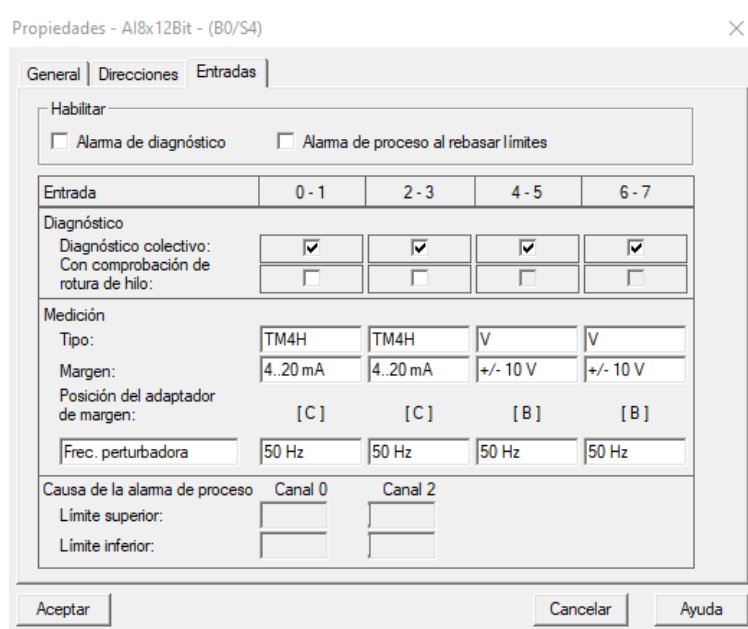 Propiedades - AI8x12Bit - (B0/S4)
General Direcciones Entradas
Habilitar
Alarma de diagnóstico Alarma de proceso al rebasar límites
Entrada 0 - 1 2 - 3 4 - 5 6 - 7
Diagnóstico
Diagnóstico colectivo:
Con comprobación de
rotura de hilo:
Medición
Tipo: TM4H TM4H V V
Margen: 4..20 mA 4..20 mA +/- 10 V +/- 10 V
Posición del adaptador
de margen: [ C ] [ C ] [ B ] [ B ]
Frec. perturbadora 50 Hz 50 Hz 50 Hz 50 Hz
Causa de la alarma de proceso Canal 0 Canal 2
Límite superior:
Límite inferior:
Aceptar Cancelar Ayuda